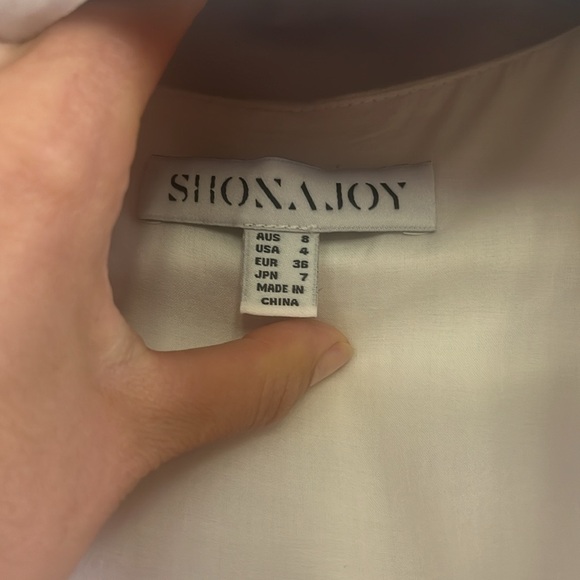 SHONA JOY
AUS 8
USA 4
EUR 36
JPN 7
MADE IN
CHINA